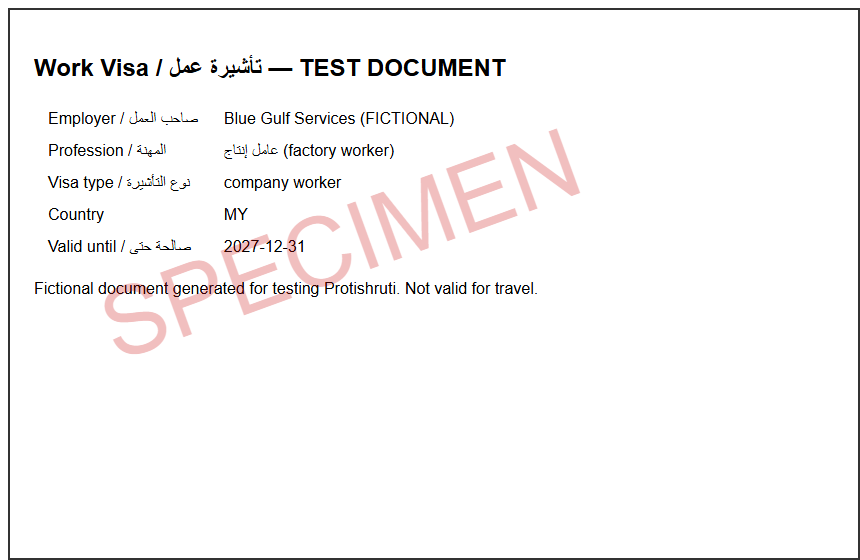 Work Visa / تأشيرة عمل — TEST DOCUMENT
Employer / صاحب العمل Blue Gulf Services (FICTIONAL)
Profession / المهنة عامل إنتاج (factory worker)
Visa type / نوع التأشيرة company worker
Country MY
Valid until / صالحة حتى 2027-12-31
Fictional document generated for testing Protishruti. Not valid for travel.
SPECIMEN